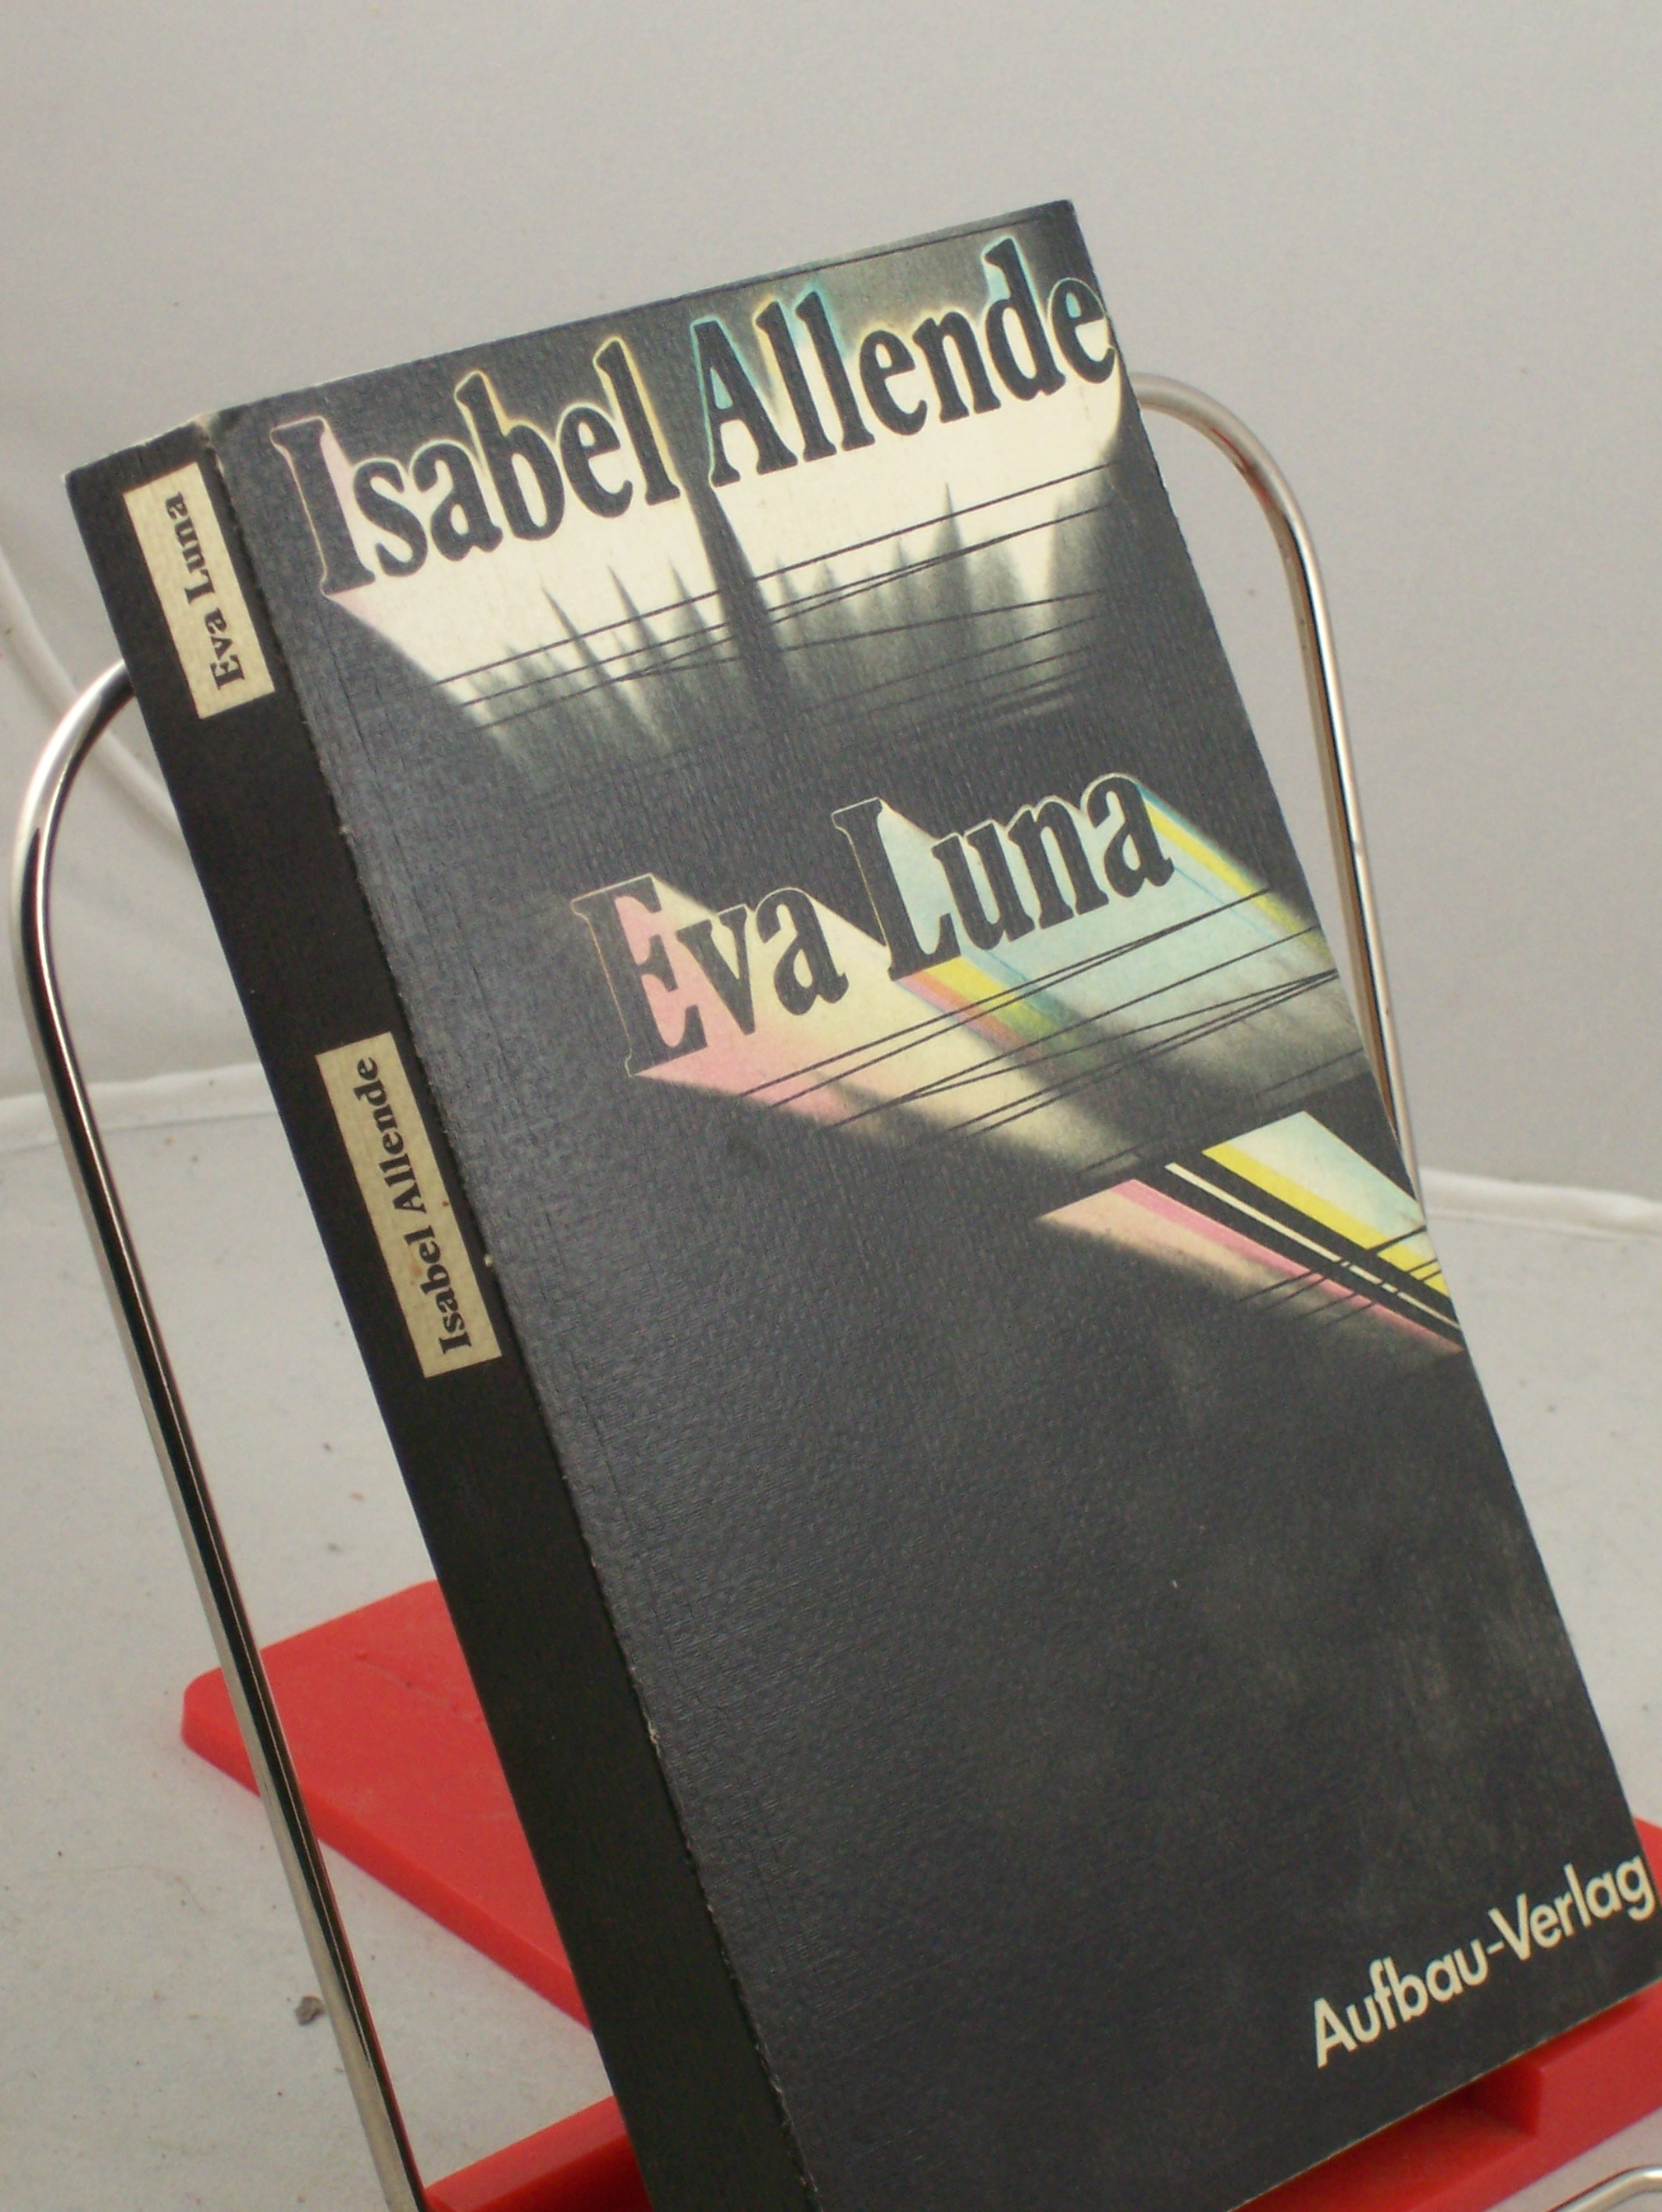 Isabel Allende
Eva Luna
Aufbau-Verlag
Eva Luna
Isabel Allende